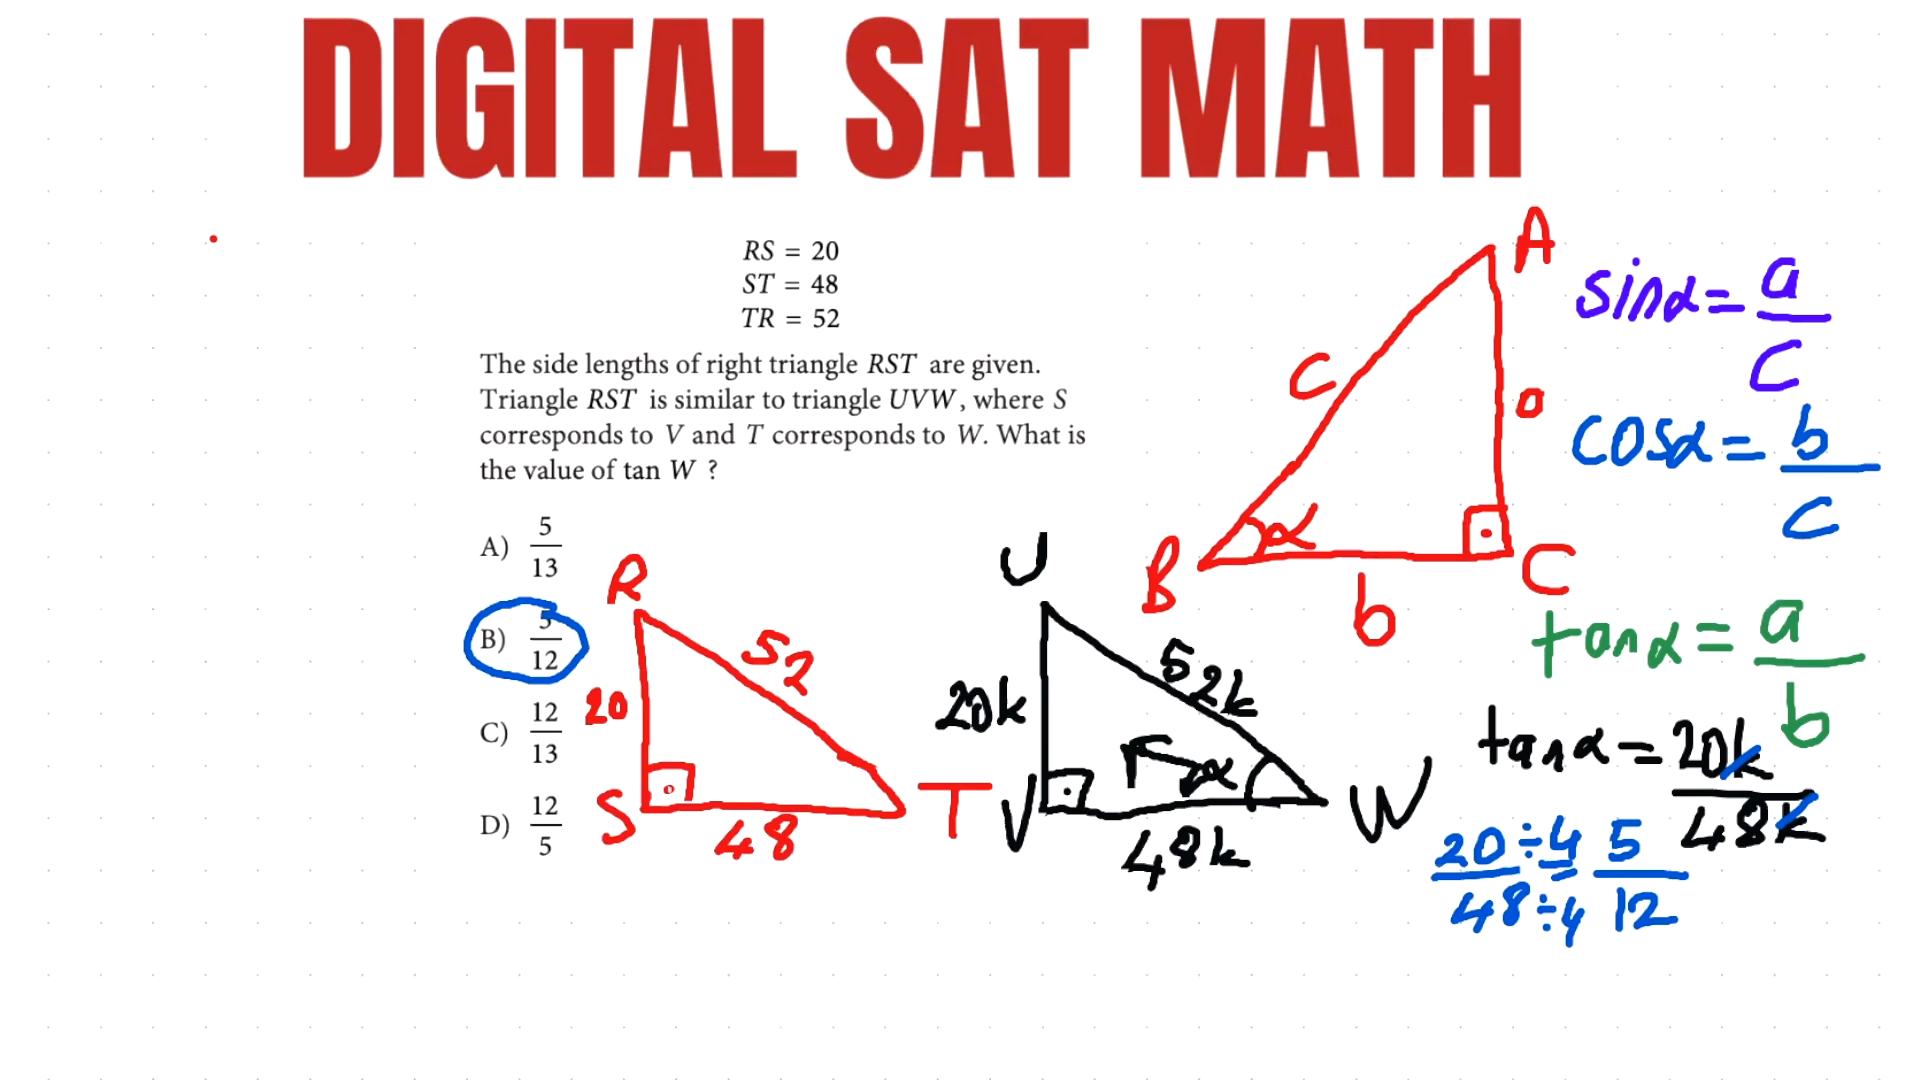 DIGITAL SAT MATH
RS = 20
ST = 48
TR = 52
The side lengths of right triangle RST are given.
Triangle RST is similar to triangle UVW, where S
corresponds to V and T corresponds to W. What is
the value of tan W ?
A) 5/13
B) 5/12
C) 12/13
D) 12/5
R
52
20
S
48
T
U
52k
20k
V
α
W
48k
A
c
a
B
α
C
b
sinα = a/c
cosα = b/c
tanα = a/b
tanα = 20k/48k
20÷4/48÷4 5/12